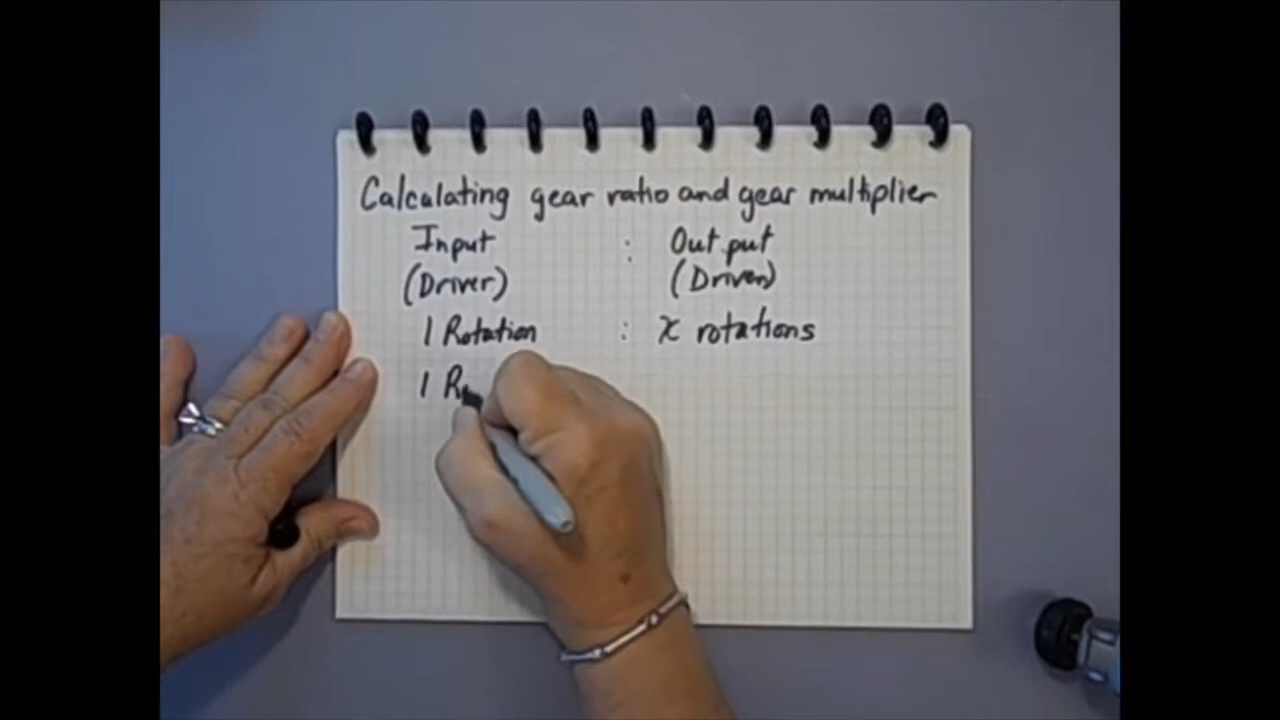 Calculating gear ratio and gear multiplier
Input : Output
(Driver) (Driven)
1 Rotation : x rotations
1 R